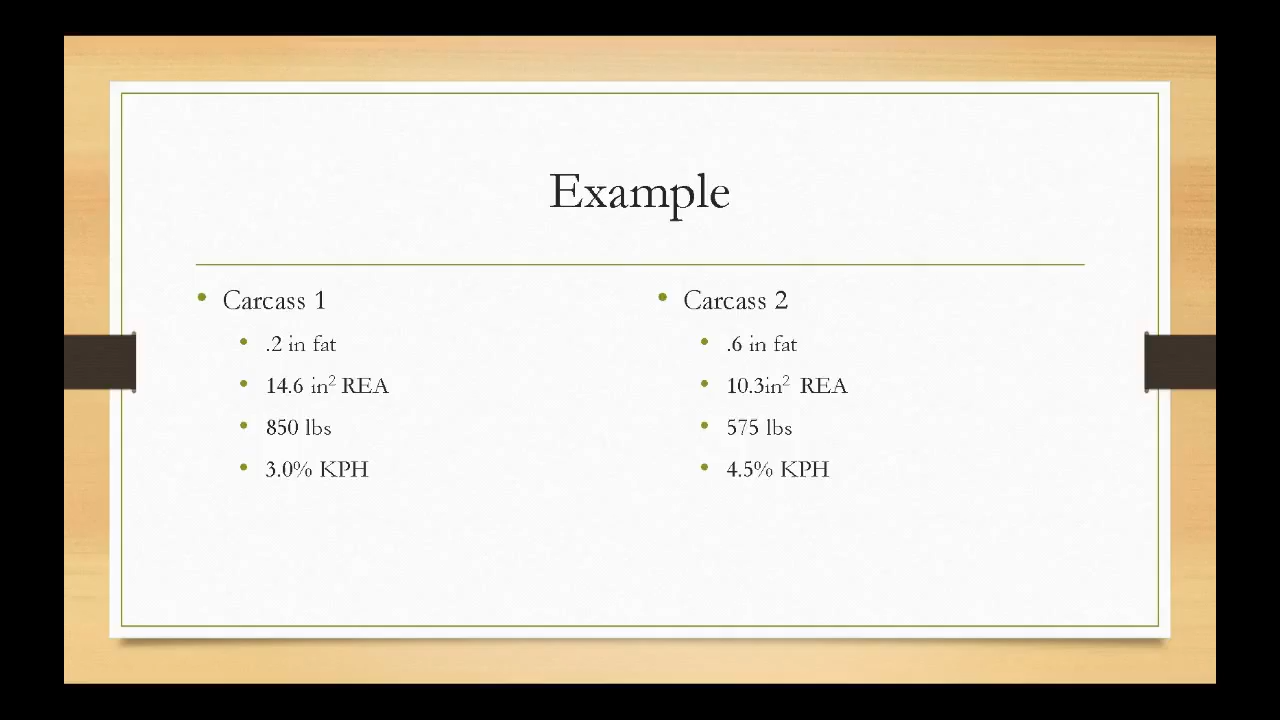 Example
• Carcass 1
• .2 in fat
• 14.6 in² REA
• 850 lbs
• 3.0% KPH
• Carcass 2
• .6 in fat
• 10.3in² REA
• 575 lbs
• 4.5% KPH